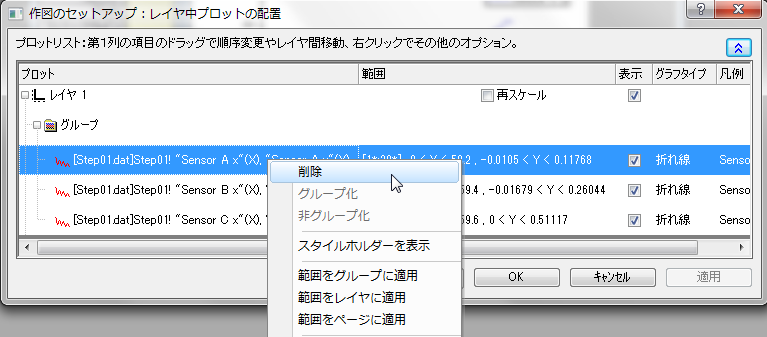 作図のセットアップ：レイヤ中プロットの配置
プロットリスト：第1列の項目のドラッグで順序変更やレイヤ間移動、右クリックでその他のオプション。
プロット 範囲 表示 グラフタイプ 凡例
レイヤ 1 再スケール
グループ
[Step01.dat]Step01! "Sensor A x"(X), "Sensor A y"(Y) [1*:20*] , 0 < Y < 59.2 , -0.0105 < Y < 0.11768 折れ線 Senso
削除
[Step01.dat]Step01! "Sensor B x"(X), 59.4 , -0.01679 < Y < 0.26044 折れ線 Senso
グループ化
[Step01.dat]Step01! "Sensor C x"(X), 59.6 , 0 < Y < 0.51117 折れ線 Senso
非グループ化
スタイルホルダーを表示
範囲をグループに適用
OK キャンセル 適用
範囲をレイヤに適用
範囲をページに適用